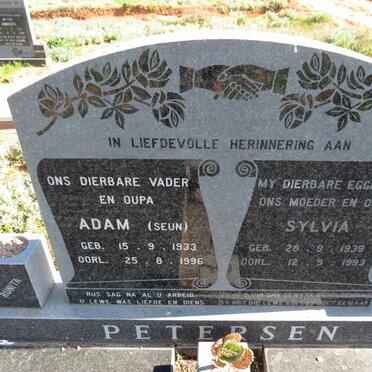 IN LIEFDEVOLLE HERINNERING AAN
ONS DIERBARE VADER
EN OUPA
ADAM (SEUN)
GEB. 15 . 9 . 1933
OORL. 25 . 8 . 1996
RUS SAG NA AL U ARBEID
U LEWE WAS LIEFDE EN DIENS
MY DIERBARE EGG
ONS MOEDER EN O
SYLVIA
GEB. 28 . 9 . 1939
OORL. 12 . 9 . 1993
PETERSEN